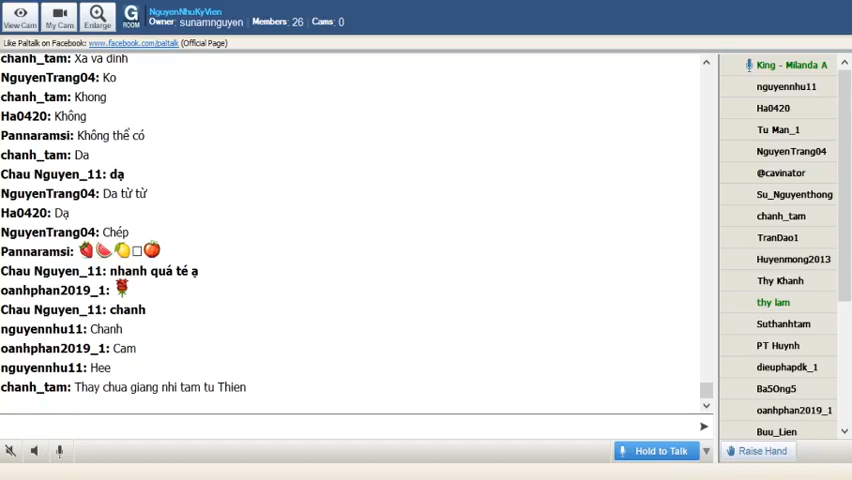 View Cam
My Cam
Enlarge
G
ROOM
NguyenNhuKyVien
Owner: sunamnguyen Members: 26 Cams: 0
Like Paltalk on Facebook: www.facebook.com/paltalk (Official Page)
chanh_tam: Xa va dinh
NguyenTrang04: Ko
chanh_tam: Khong
Ha0420: Không
Pannaramsi: Không thể có
chanh_tam: Da
Chau Nguyen_11: dạ
NguyenTrang04: Da từ từ
Ha0420: Dạ
NguyenTrang04: Chép
Pannaramsi: 🍓🍉🍋□🍅
Chau Nguyen_11: nhanh quá té ạ
oanhphan2019_1: 🌹
Chau Nguyen_11: chanh
nguyennhu11: Chanh
oanhphan2019_1: Cam
nguyennhu11: Hee
chanh_tam: Thay chua giang nhi tam tu Thien
Hold to Talk
King - Milanda A
nguyennhu11
Ha0420
Tu Man_1
NguyenTrang04
@cavinator
Su_Nguyenthong
chanh_tam
TranDao1
Huyenmong2013
Thy Khanh
thy lam
Suthanhtam
PT Huynh
dieuphapdk_1
Ba5Ong5
oanhphan2019_1
Buu_Lien
Raise Hand